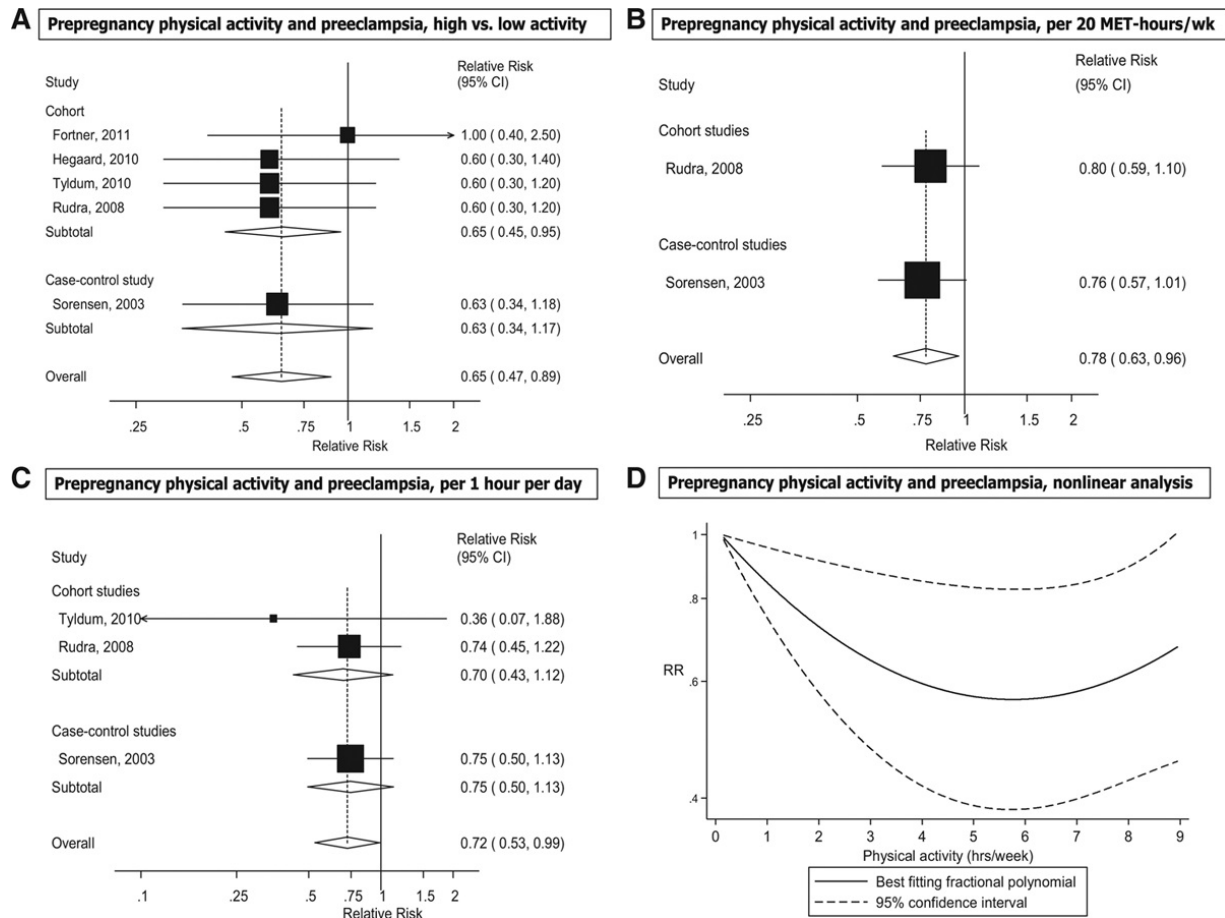 A Prepregnancy physical activity and preeclampsia, high vs. low activity
Relative Risk
Study (95% CI)
Cohort
Fortner, 2011 1.00 ( 0.40, 2.50)
Hegaard, 2010 0.60 ( 0.30, 1.40)
Tyldum, 2010 0.60 ( 0.30, 1.20)
Rudra, 2008 0.60 ( 0.30, 1.20)
Subtotal 0.65 ( 0.45, 0.95)
Case-control study
Sorensen, 2003 0.63 ( 0.34, 1.18)
Subtotal 0.63 ( 0.34, 1.17)
Overall 0.65 ( 0.47, 0.89)
.25 .5 .75 1 1.5 2
Relative Risk
B Prepregnancy physical activity and preeclampsia, per 20 MET-hours/wk
Relative Risk
Study (95% CI)
Cohort studies
Rudra, 2008 0.80 ( 0.59, 1.10)
Case-control studies
Sorensen, 2003 0.76 ( 0.57, 1.01)
Overall 0.78 ( 0.63, 0.96)
.25 .5 .75 1 1.5 2
Relative Risk
C Prepregnancy physical activity and preeclampsia, per 1 hour per day
Relative Risk
Study (95% CI)
Cohort studies
Tyldum, 2010 0.36 ( 0.07, 1.88)
Rudra, 2008 0.74 ( 0.45, 1.22)
Subtotal 0.70 ( 0.43, 1.12)
Case-control studies
Sorensen, 2003 0.75 ( 0.50, 1.13)
Subtotal 0.75 ( 0.50, 1.13)
Overall 0.72 ( 0.53, 0.99)
.1 .5 .75 1 1.5 2
Relative Risk
D Prepregnancy physical activity and preeclampsia, nonlinear analysis
1
.8
RR
.6
.4
0 1 2 3 4 5 6 7 8 9
Physical activity (hrs/week)
Best fitting fractional polynomial
95% confidence interval